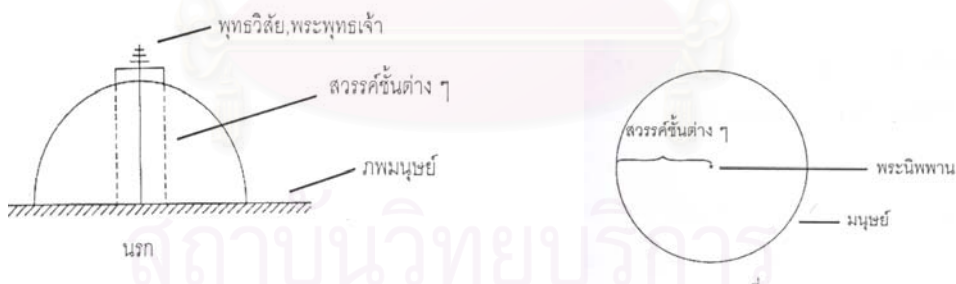 พุทธวิสัย,พระพุทธเจ้า
สวรรค์ชั้นต่าง ๆ
ภพมนุษย์
นรก
สวรรค์ชั้นต่าง ๆ
พระนิพพาน
มนุษย์
สถาบันวิทยบริการ